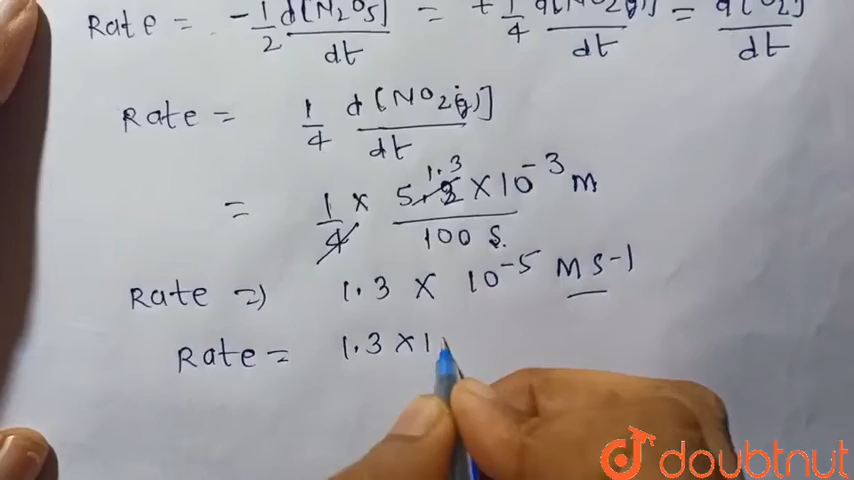 Rate = - 1/2 d[N2O5]/dt = + 1/4 d[NO2(g)]/dt = d[O2]/dt
Rate = 1/4 d[NO2(g)]/dt
= 1/4 x 5.2 x 10^-3 m / 100 s. 1.3
Rate => 1.3 x 10^-5 MS-1
Rate = 1.3 x 1
doubtnut